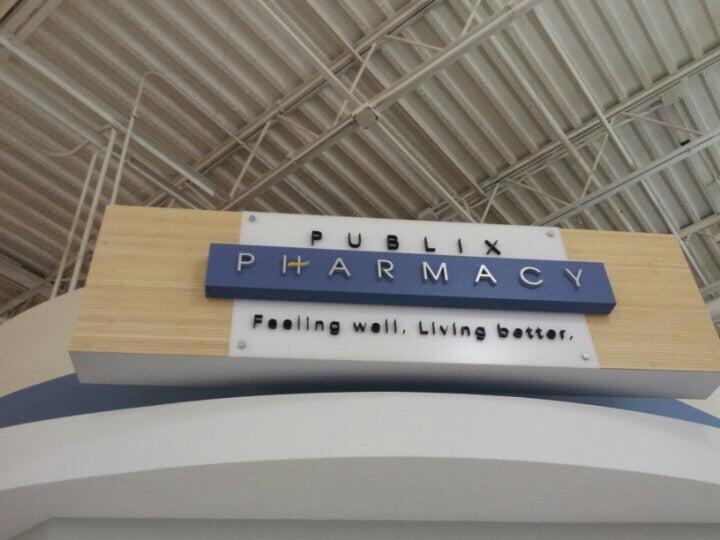 PUBLIX
PHARMACY
Feeling well. Living better.